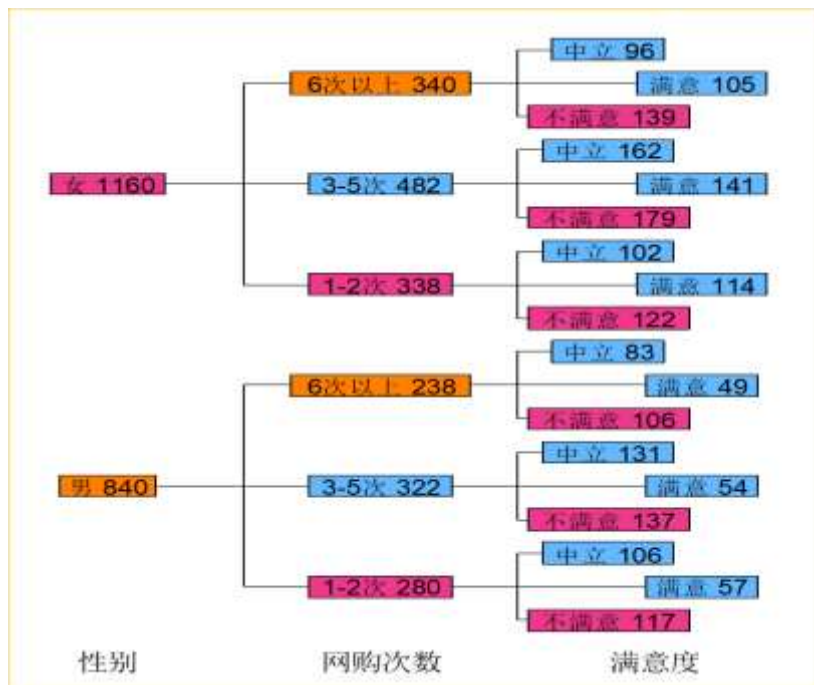 中立 96
6次以上 340
满意 105
不满意 139
中立 162
女 1160
3-5次 482
满意 141
不满意 179
中立 102
1-2次 338
满意 114
不满意 122
中立 83
6次以上 238
满意 49
不满意 106
中立 131
男 840
3-5次 322
满意 54
不满意 137
中立 106
1-2次 280
满意 57
不满意 117
性别
网购次数
满意度